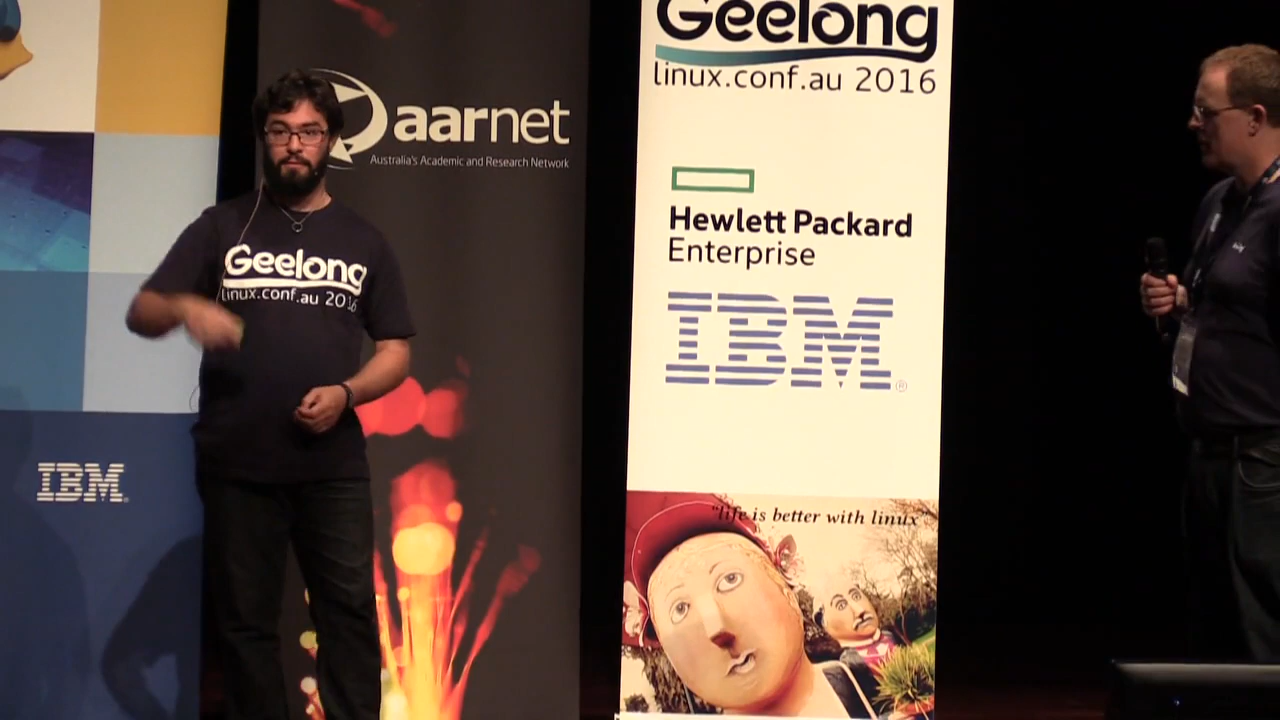 aarnet
Australia's Academic and Research Network
Geelong
linux.conf.au 2016
IBM
Geelong
linux.conf.au 2016
Hewlett Packard
Enterprise
IBM®
"life is better with linux"